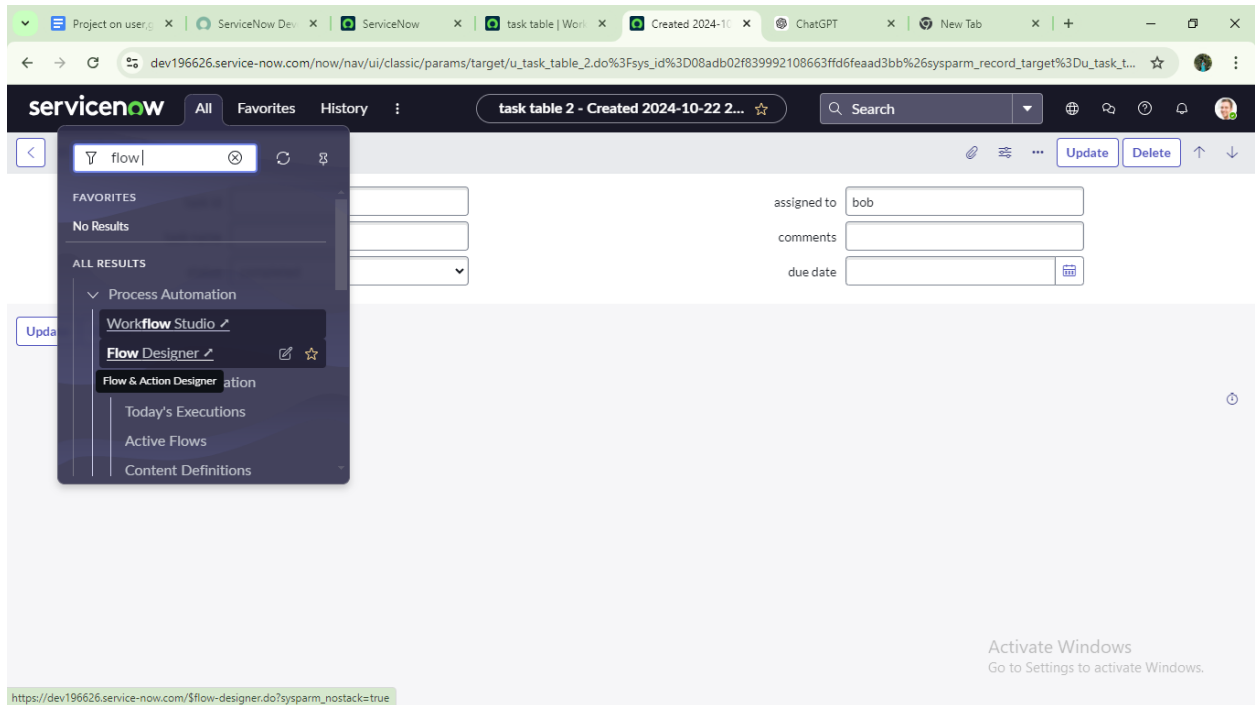 Project on user,g
ServiceNow Dev
ServiceNow
task table | Work
Created 2024-10
ChatGPT
New Tab
dev196626.service-now.com/now/nav/ui/classic/params/target/u_task_table_2.do%3Fsys_id%3D08adb02f839992108663ffd6feaad3bb%26sysparm_record_target%3Du_task_t...
servicenow All Favorites History task table 2 - Created 2024-10-22 2... Search
flow
Update Delete
FAVORITES
No Results
ALL RESULTS
Process Automation
Workflow Studio
Flow Designer
Flow & Action Designer
ation
Today's Executions
Active Flows
Content Definitions
assigned to bob
comments
due date
Upda
Activate Windows
Go to Settings to activate Windows.
https://dev196626.service-now.com/$flow-designer.do?sysparm_nostack=true